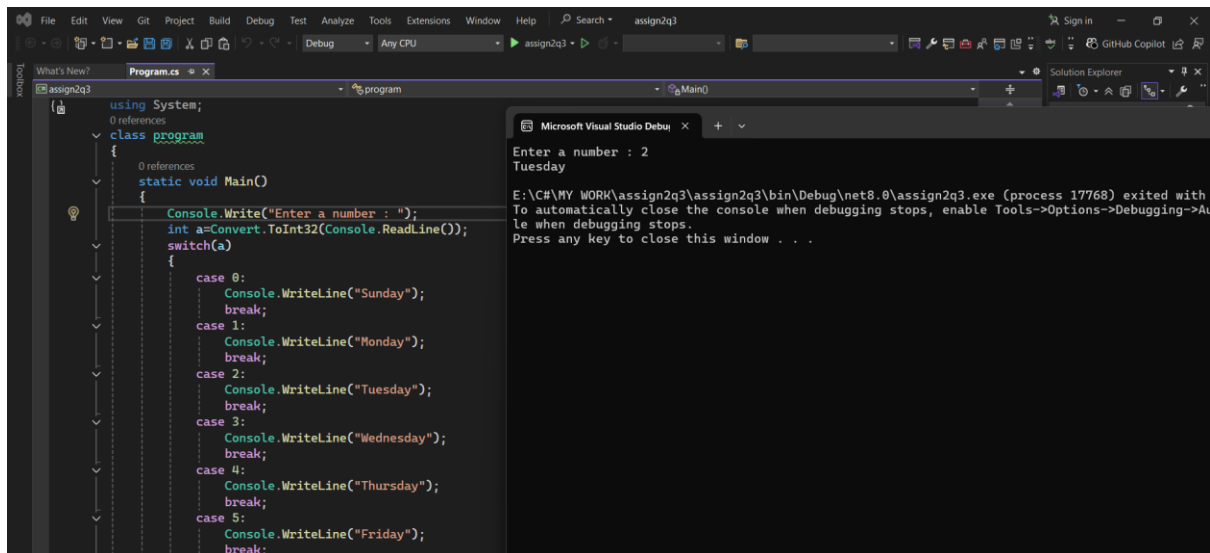 File Edit View Git Project Build Debug Test Analyze Tools Extensions Window Help Search assign2q3 Sign in
Debug Any CPU assign2q3 GitHub Copilot
Toolbox
What's New? Program.cs Solution Explorer
assign2q3 program Main()
using System;
0 references
class program
{
0 references
static void Main()
{
Console.Write("Enter a number : ");
int a=Convert.ToInt32(Console.ReadLine());
switch(a)
{
case 0:
Console.WriteLine("Sunday");
break;
case 1:
Console.WriteLine("Monday");
break;
case 2:
Console.WriteLine("Tuesday");
break;
case 3:
Console.WriteLine("Wednesday");
break;
case 4:
Console.WriteLine("Thursday");
break;
case 5:
Console.WriteLine("Friday");
break;
Microsoft Visual Studio Debu
Enter a number : 2
Tuesday
E:\C#\MY WORK\assign2q3\assign2q3\bin\Debug\net8.0\assign2q3.exe (process 17768) exited with
To automatically close the console when debugging stops, enable Tools->Options->Debugging->Au
le when debugging stops.
Press any key to close this window . . .